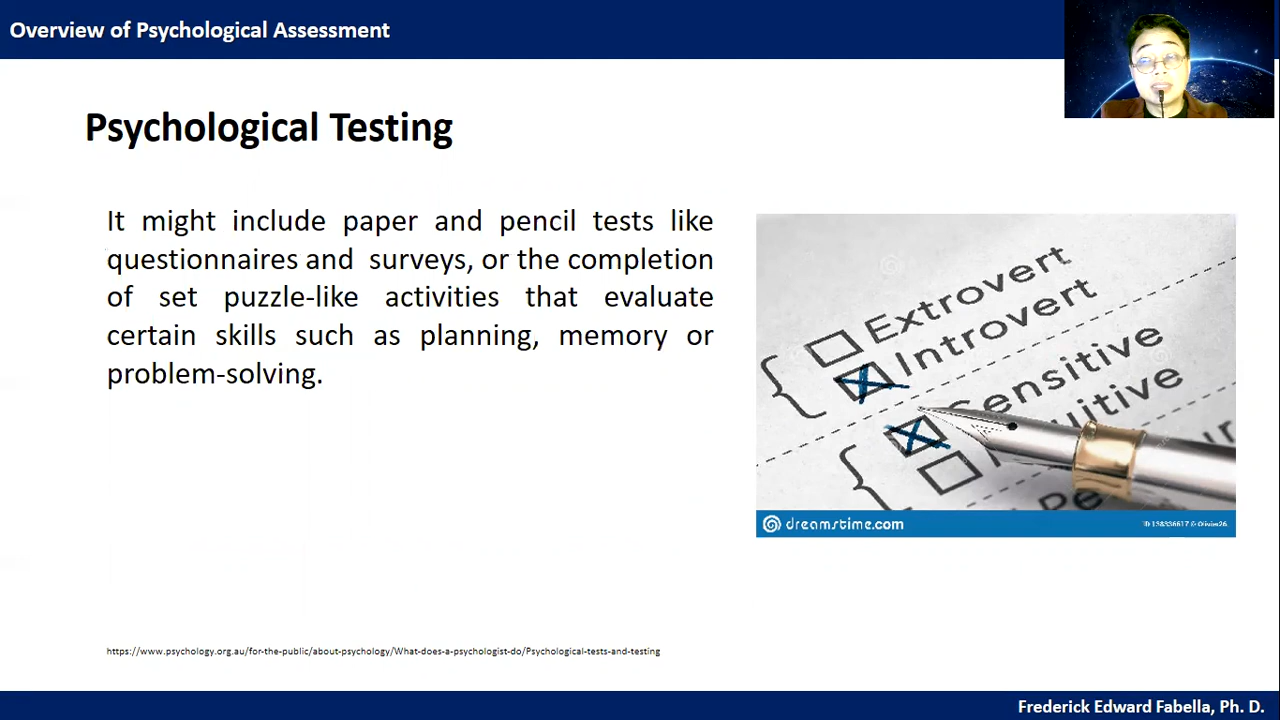 Overview of Psychological Assessment
Psychological Testing
It might include paper and pencil tests like
questionnaires and surveys, or the completion
of set puzzle-like activities that evaluate
certain skills such as planning, memory or
problem-solving.
Extrovert
Introvert
Sensitive
dreamstime.com
ID 138336617 © Olivier26
https://www.psychology.org.au/for-the-public/about-psychology/What-does-a-psychologist-do/Psychological-tests-and-testing
Frederick Edward Fabella, Ph. D.